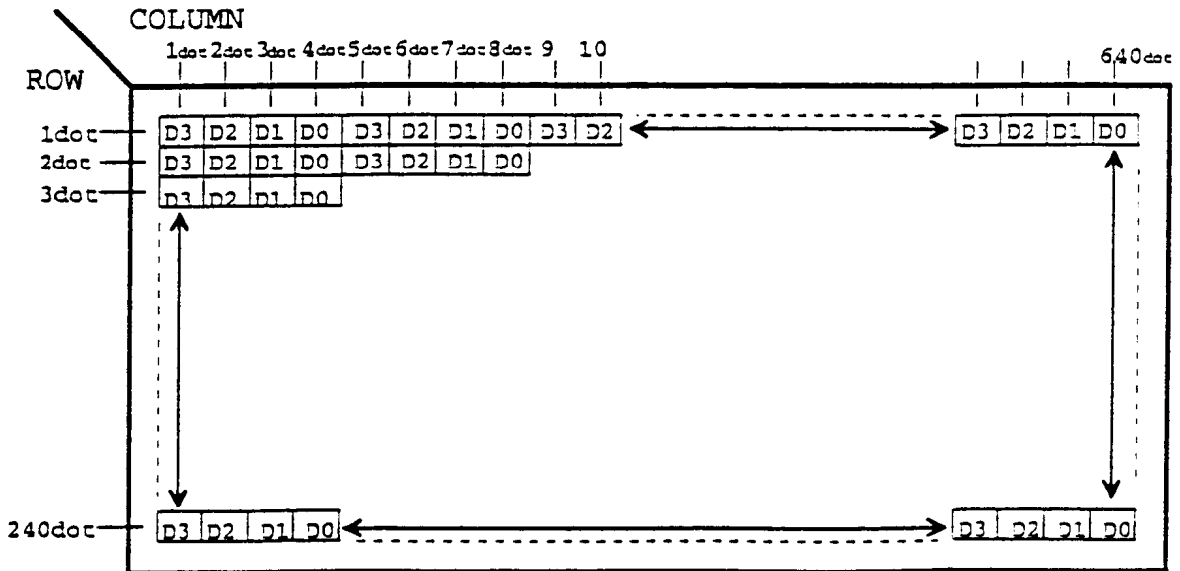 COLUMN
1dot 2dot 3dot 4dot 5dot 6dot 7dot 8dot 9 10 640dot
ROW
1dot D3 D2 D1 D0 D3 D2 D1 D0 D3 D2 D3 D2 D1 D0
2dot D3 D2 D1 D0 D3 D2 D1 D0
3dot D3 D2 D1 D0
240dot D3 D2 D1 D0 D3 D2 D1 D0